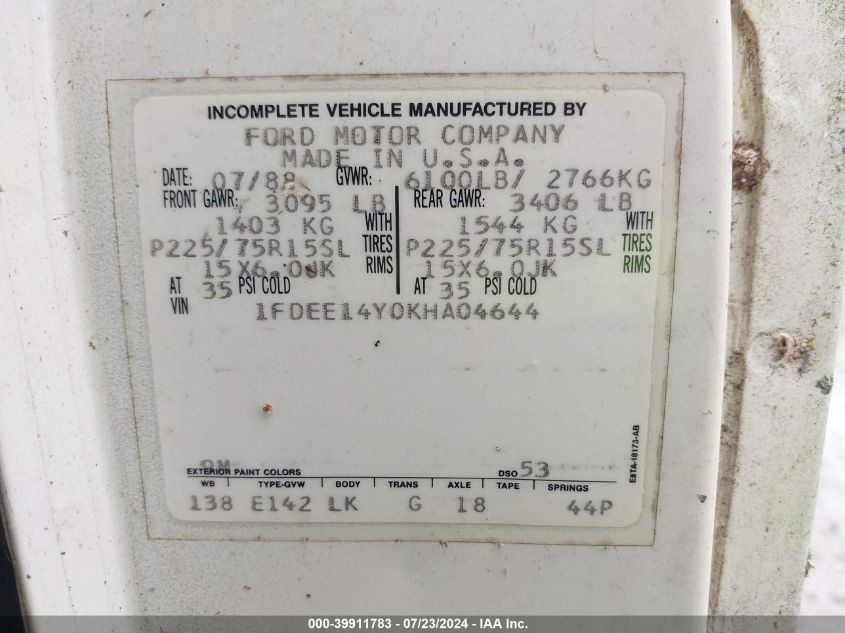 INCOMPLETE VEHICLE MANUFACTURED BY
FORD MOTOR COMPANY
MADE IN U.S.A.
DATE: 07/88 GVWR: 6100LB/ 2766KG
FRONT GAWR: 3095 LB REAR GAWR: 3406 LB
1403 KG WITH 1544 KG WITH
P225/75R15SL TIRES P225/75R15SL TIRES
15X6.0JK RIMS 15X6.0JK RIMS
AT 35 PSI COLD AT 35 PSI COLD
VIN 1FDEE14Y0KHA04644
E8TA-18173-AB
9M 53
EXTERIOR PAINT COLORS DSO
WB TYPE-GVW BODY TRANS AXLE TAPE SPRINGS
138 E142 LK G 18 44P
000-39911783 - 07/23/2024 - IAA Inc.